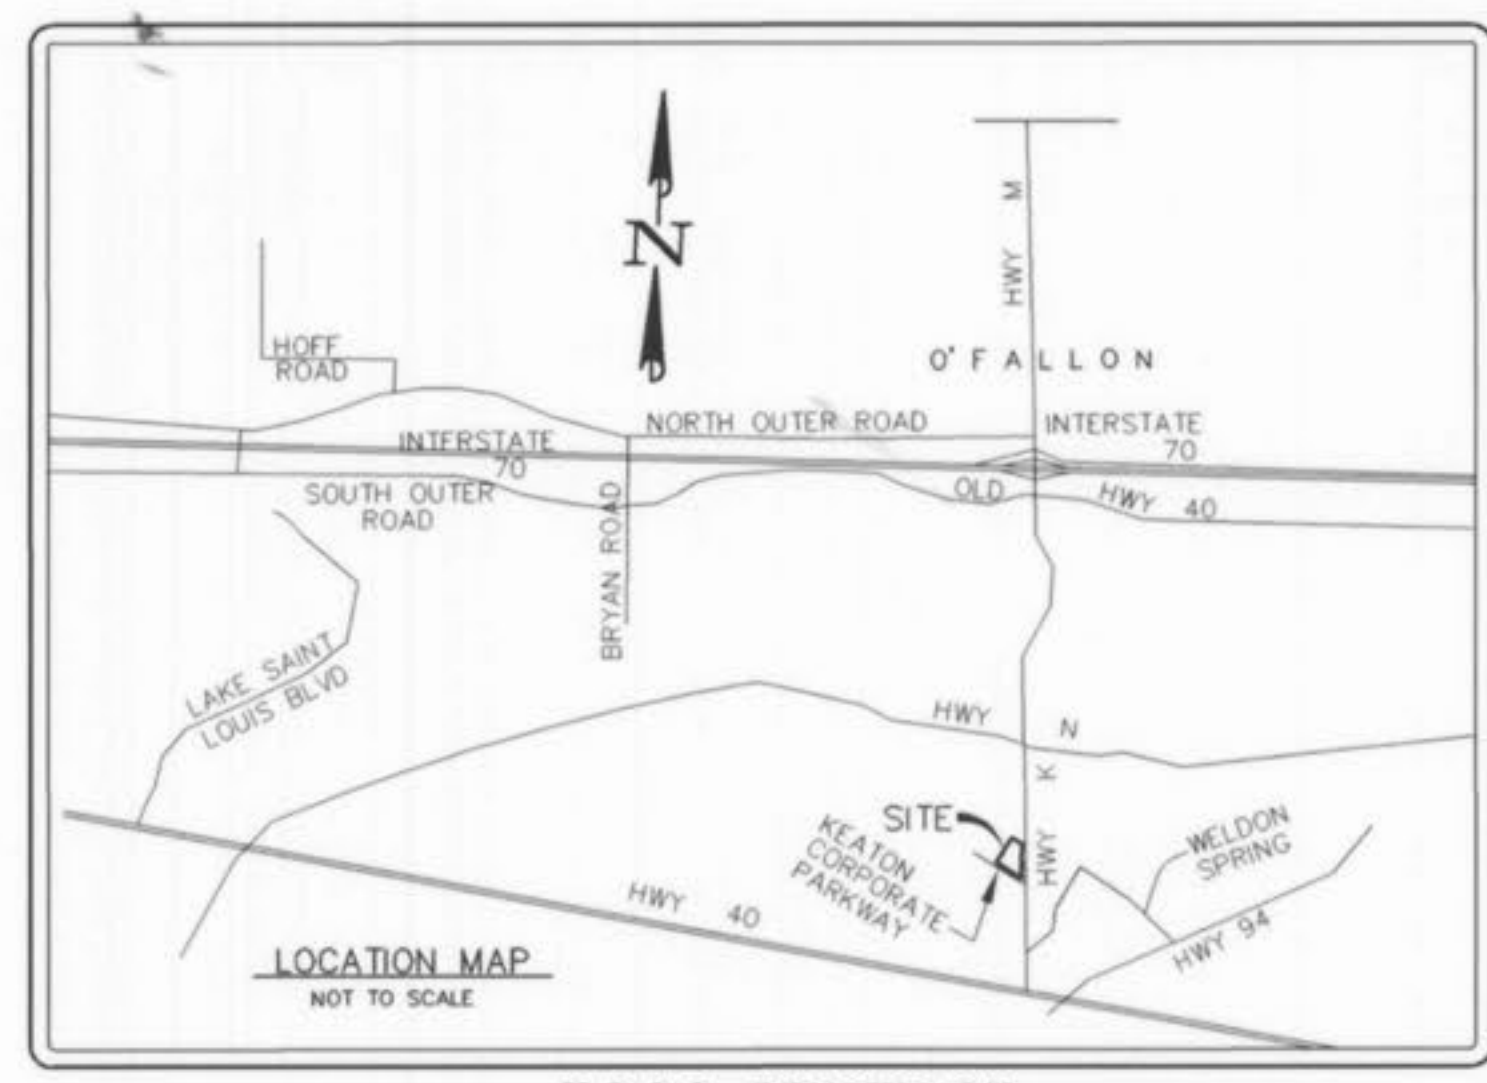 HWY M
N
HOFF
ROAD
O'FALLON
NORTH OUTER ROAD
INTERSTATE
70
INTERSTATE
70
SOUTH OUTER
ROAD
OLD HWY 40
BRYAN ROAD
LAKE SAINT
LOUIS BLVD
HWY N
HWY K
SITE
KEATON
CORPORATE
PARKWAY
WELDON
SPRING
HWY 40
HWY 94
LOCATION MAP
NOT TO SCALE